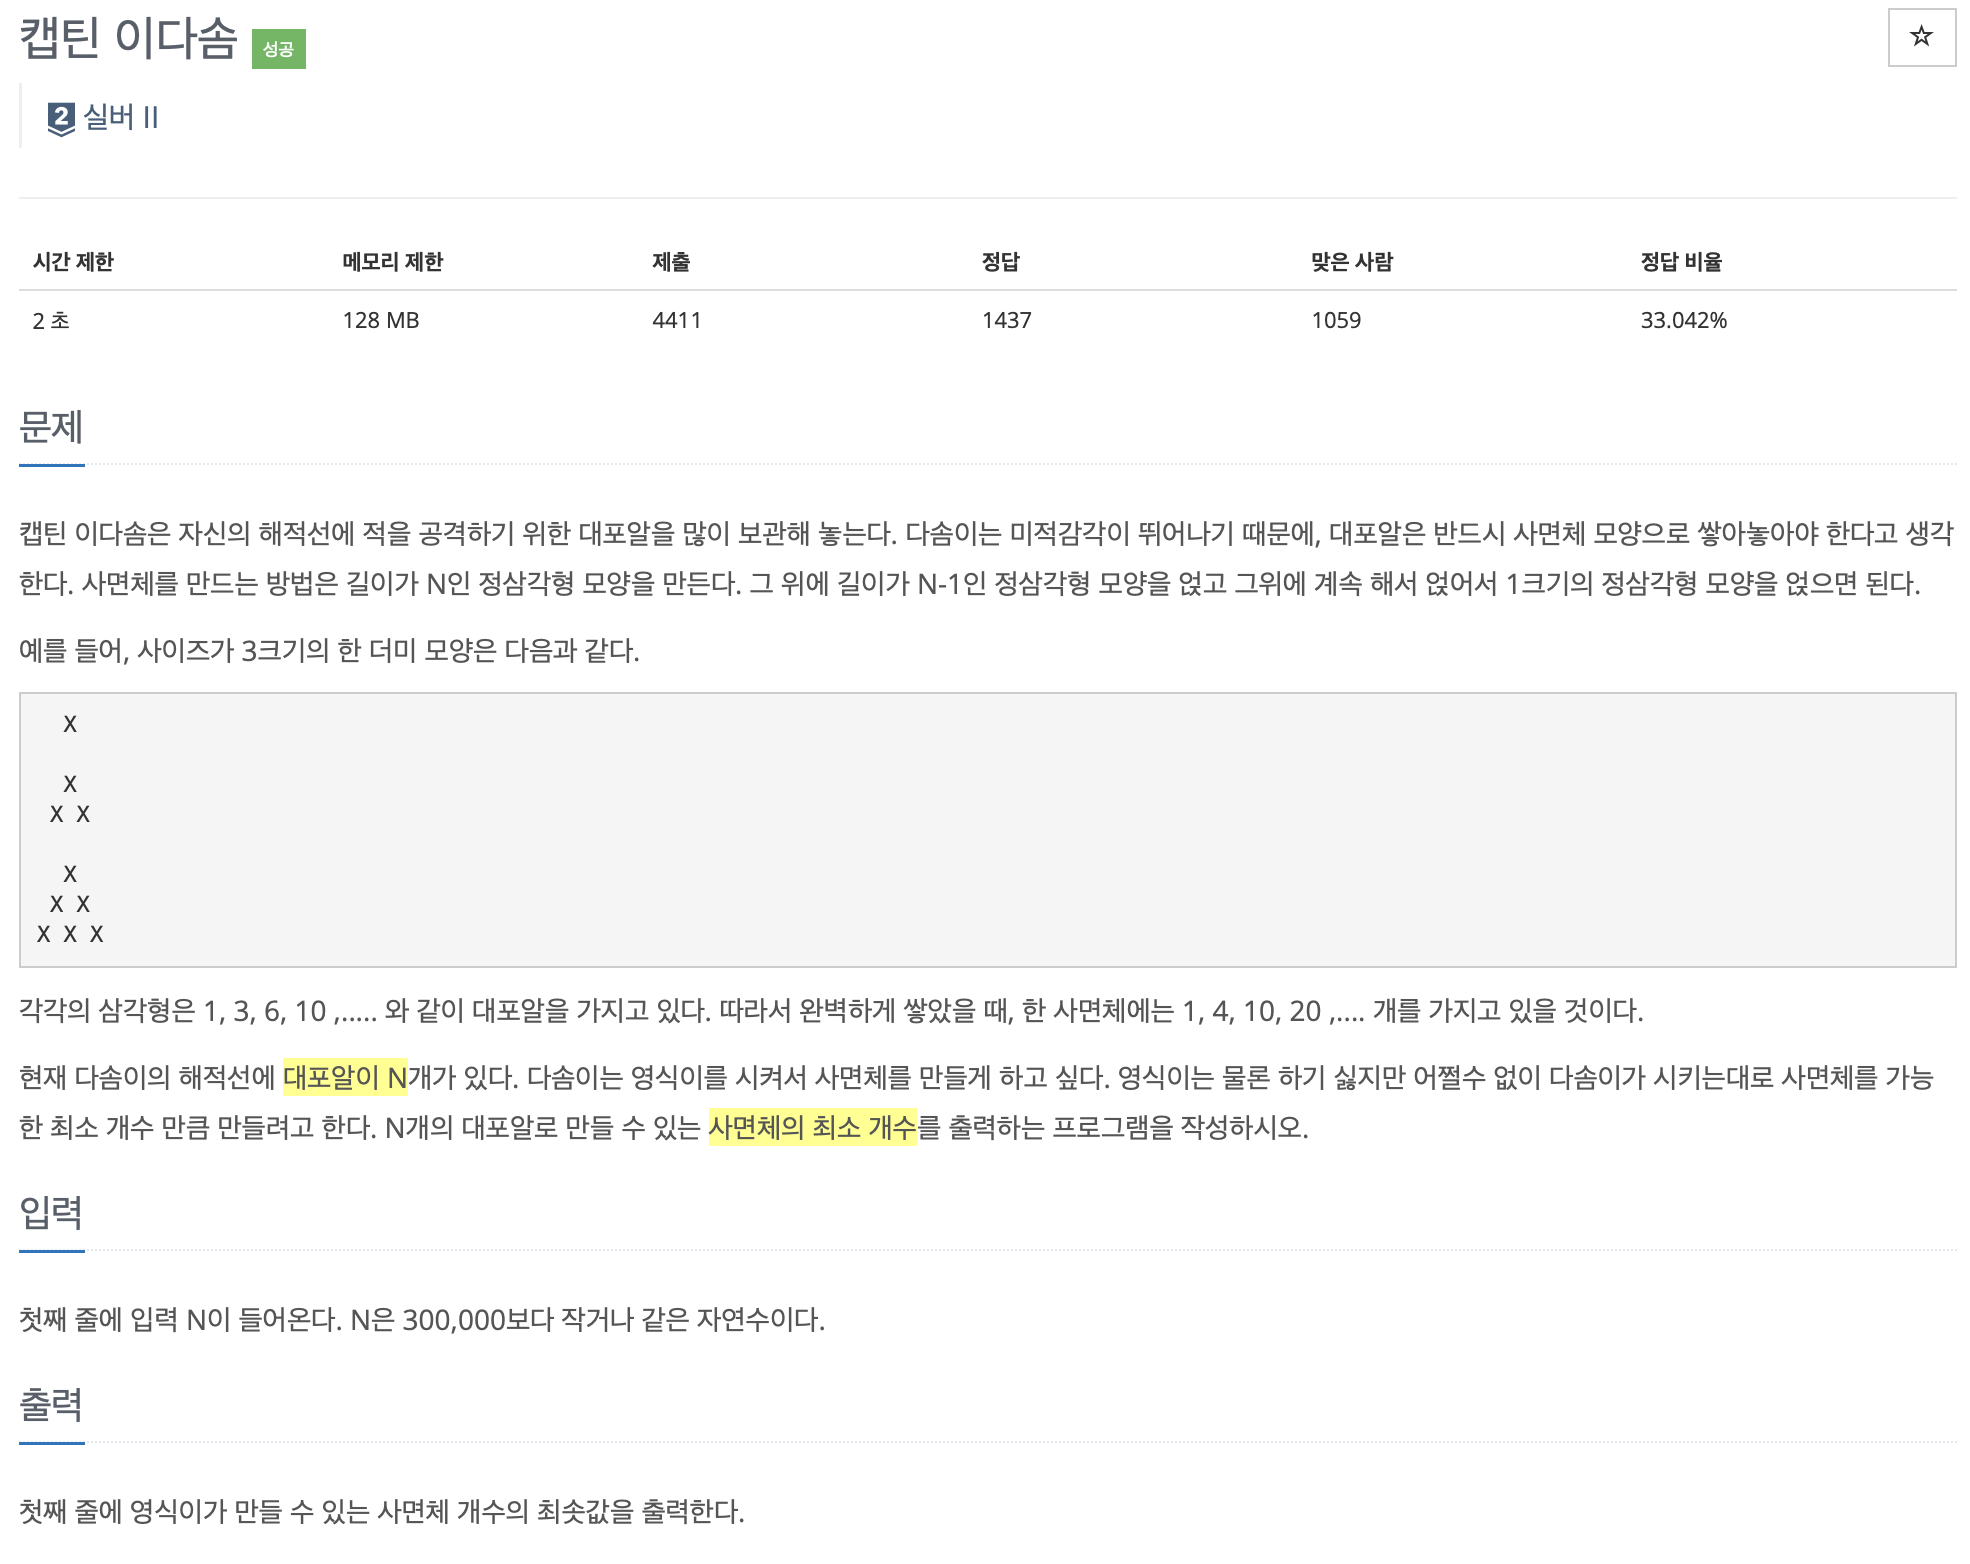 캡틴 이다솜 성공
2 실버 II
시간 제한 메모리 제한 제출 정답 맞은 사람 정답 비율
2 초 128 MB 4411 1437 1059 33.042%
문제
캡틴 이다솜은 자신의 해적선에 적을 공격하기 위한 대포알을 많이 보관해 놓는다. 다솜이는 미적감각이 뛰어나기 때문에, 대포알은 반드시 사면체 모양으로 쌓아놓아야 한다고 생각
한다. 사면체를 만드는 방법은 길이가 N인 정삼각형 모양을 만든다. 그 위에 길이가 N-1인 정삼각형 모양을 얹고 그위에 계속 해서 얹어서 1크기의 정삼각형 모양을 얹으면 된다.
예를 들어, 사이즈가 3크기의 한 더미 모양은 다음과 같다.
X
X
X X
X
X X
X X X
각각의 삼각형은 1, 3, 6, 10 ,..... 와 같이 대포알을 가지고 있다. 따라서 완벽하게 쌓았을 때, 한 사면체에는 1, 4, 10, 20 ,.... 개를 가지고 있을 것이다.
현재 다솜이의 해적선에 대포알이 N개가 있다. 다솜이는 영식이를 시켜서 사면체를 만들게 하고 싶다. 영식이는 물론 하기 싫지만 어쩔수 없이 다솜이가 시키는대로 사면체를 가능
한 최소 개수 만큼 만들려고 한다. N개의 대포알로 만들 수 있는 사면체의 최소 개수를 출력하는 프로그램을 작성하시오.
입력
첫째 줄에 입력 N이 들어온다. N은 300,000보다 작거나 같은 자연수이다.
출력
첫째 줄에 영식이가 만들 수 있는 사면체 개수의 최솟값을 출력한다.